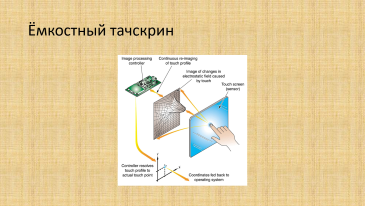 Ёмкостный тачскрин
Image processing
controller
Continuous re-imaging
of touch profile
Image of changes in
electrostatic field caused
by touch
Touch screen
(sensor)
Controller resolves
touch profile to
actual touch point
Coordinates fed back to
operating system